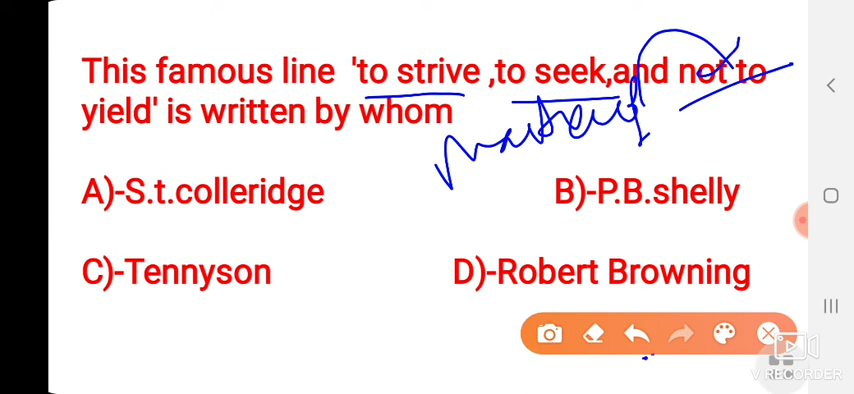 This famous line 'to strive ,to seek,and not to
yield' is written by whom
A)-S.t.colleridge B)-P.B.shelly
C)-Tennyson D)-Robert Browning
V RECORDER